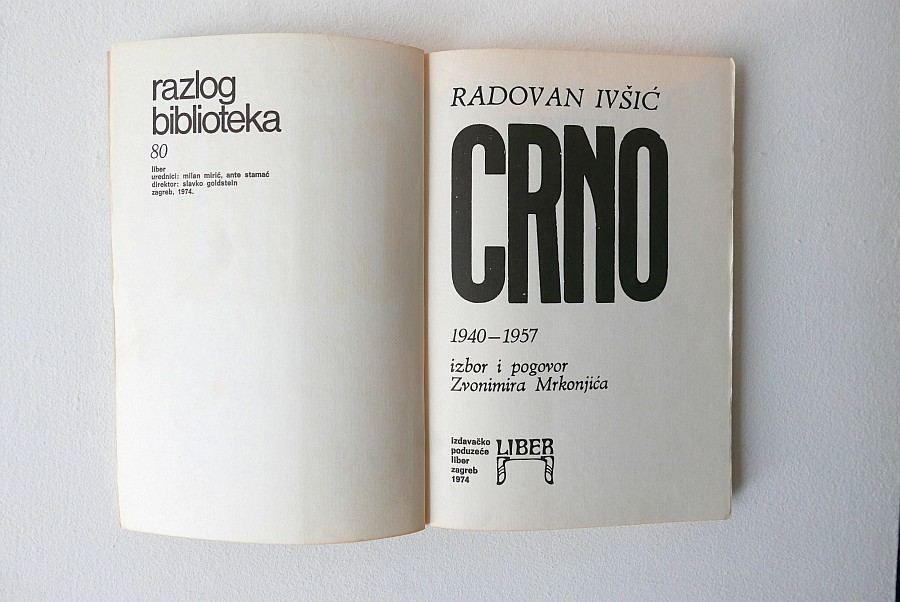 razlog
biblioteka
80
liber
urednici: milan mirić, ante stamać
direktor: slavko goldstein
zagreb, 1974.
RADOVAN IVŠIĆ
CRNO
1940–1957
izbor i pogovor
Zvonimira Mrkonjića
izdavačko
poduzeće
liber
zagreb
1974
LIBER